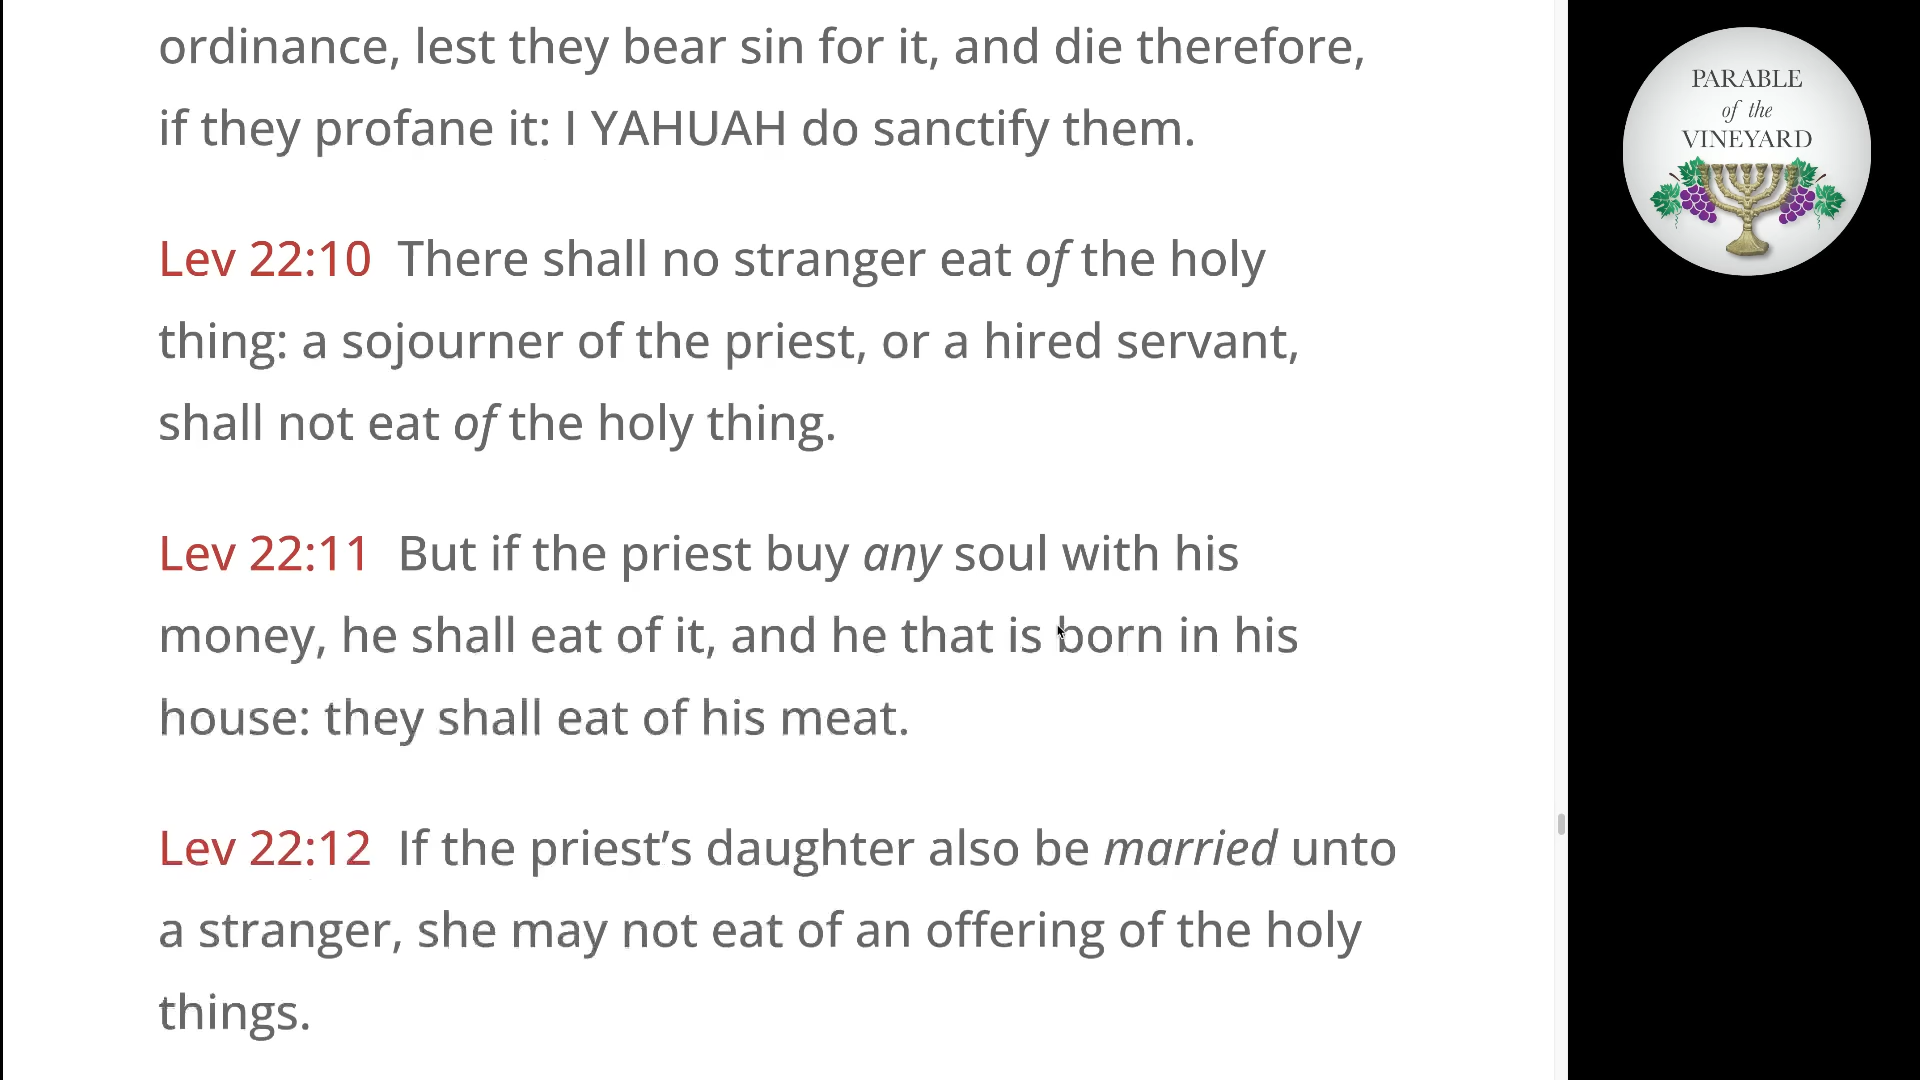 ordinance, lest they bear sin for it, and die therefore,
if they profane it: I YAHUAH do sanctify them.
Lev 22:10 There shall no stranger eat of the holy
thing: a sojourner of the priest, or a hired servant,
shall not eat of the holy thing.
Lev 22:11 But if the priest buy any soul with his
money, he shall eat of it, and he that is born in his
house: they shall eat of his meat.
Lev 22:12 If the priest’s daughter also be married unto
a stranger, she may not eat of an offering of the holy
things.
PARABLE
of the
VINEYARD